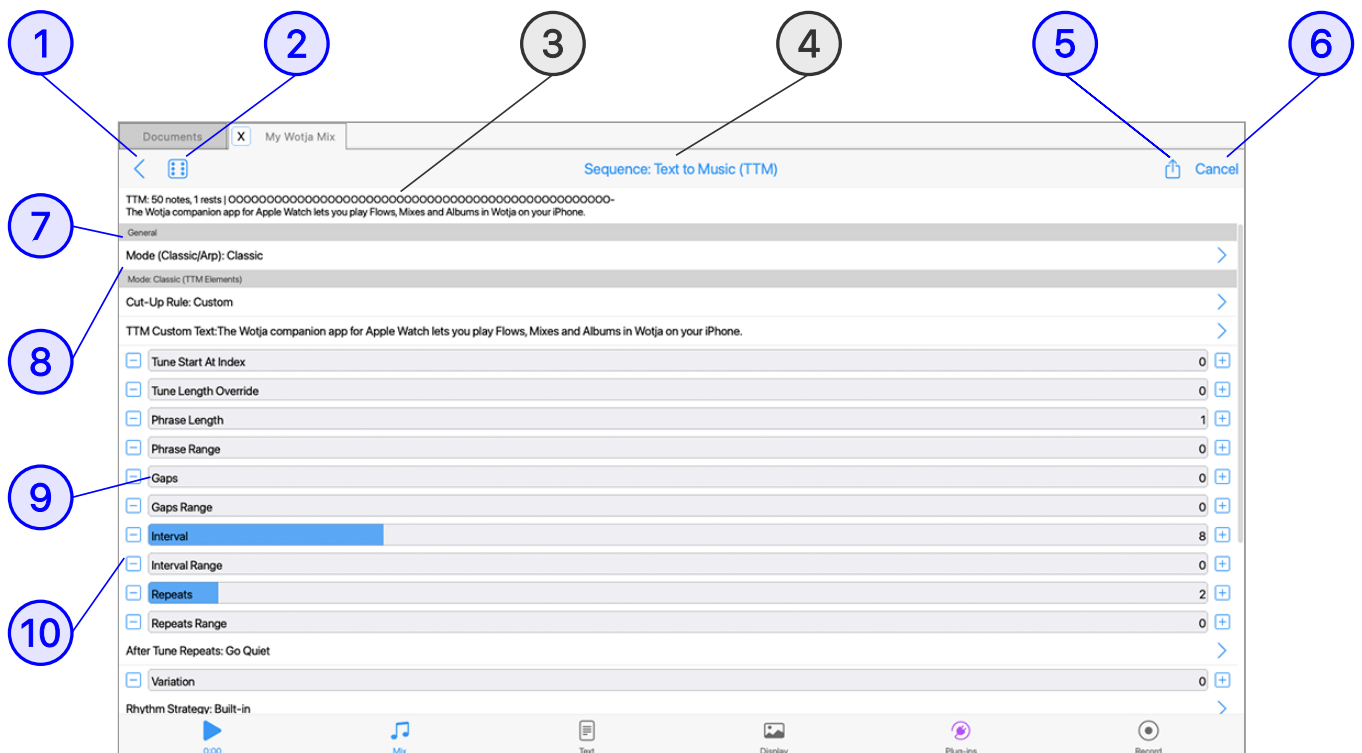 1 2 3 4 5 6
Documents X My Wotja Mix
Sequence: Text to Music (TTM) Cancel
TTM: 50 notes, 1 rests | OOOOOOOOOOOOOOOOOOOOOOOOOOOOOOOOOOOOOOOOOOOOOOOOOO-
The Wotja companion app for Apple Watch lets you play Flows, Mixes and Albums in Wotja on your iPhone.
7
General
Mode (Classic/Arp): Classic
Mode: Classic (TTM Elements)
Cut-Up Rule: Custom
TTM Custom Text:The Wotja companion app for Apple Watch lets you play Flows, Mixes and Albums in Wotja on your iPhone.
8
Tune Start At Index 0
Tune Length Override 0
Phrase Length 1
Phrase Range 0
Gaps 0
9
Gaps Range 0
Interval 8
Interval Range 0
Repeats 2
Repeats Range 0
10
After Tune Repeats: Go Quiet
Variation 0
Rhythm Strategy: Built-in
0:00 Mix Text Display Plug-ins Record